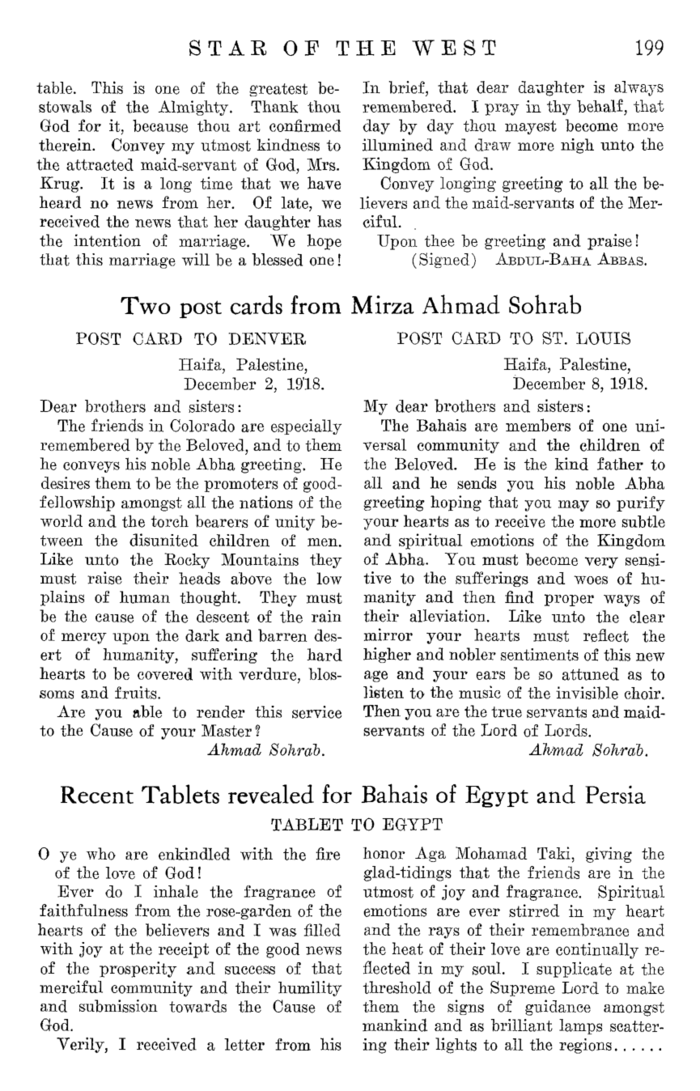 STAR OF THE WEST 199
table. This is one of the greatest be-
stowals of the Almighty. Thank thou
God for it, because thou art confirmed
therein. Convey my utmost kindness to
the attracted maid-servant of God, Mrs.
Krug. It is a long time that we have
heard no news from her. Of late, we
received the news that her daughter has
the intention of marriage. We hope
that this marriage will be a blessed one!
In brief, that dear daughter is always
remembered. I pray in thy behalf, that
day by day thou mayest become more
illumined and draw more nigh unto the
Kingdom of God.
Convey longing greeting to all the be-
lievers and the maid-servants of the Mer-
ciful.
Upon thee be greeting and praise!
(Signed) ABDUL-BAHA ABBAS.
Two post cards from Mirza Ahmad Sohrab
POST CARD TO DENVER
Haifa, Palestine,
December 2, 1918.
Dear brothers and sisters:
The friends in Colorado are especially
remembered by the Beloved, and to them
he conveys his noble Abha greeting. He
desires them to be the promoters of good-
fellowship amongst all the nations of the
world and the torch bearers of unity be-
tween the disunited children of men.
Like unto the Rocky Mountains they
must raise their heads above the low
plains of human thought. They must
be the cause of the descent of the rain
of mercy upon the dark and barren des-
ert of humanity, suffering the hard
hearts to be covered with verdure, blos-
soms and fruits.
Are you able to render this service
to the Cause of your Master?
Ahmad Sohrab.
POST CARD TO ST. LOUIS
Haifa, Palestine,
December 8, 1918.
My dear brothers and sisters:
The Bahais are members of one uni-
versal community and the children of
the Beloved. He is the kind father to
all and he sends you his noble Abha
greeting hoping that you may so purify
your hearts as to receive the more subtle
and spiritual emotions of the Kingdom
of Abha. You must become very sensi-
tive to the sufferings and woes of hu-
manity and then find proper ways of
their alleviation. Like unto the clear
mirror your hearts must reflect the
higher and nobler sentiments of this new
age and your ears be so attuned as to
listen to the music of the invisible choir.
Then you are the true servants and maid-
servants of the Lord of Lords.
Ahmad Sohrab.
Recent Tablets revealed for Bahais of Egypt and Persia
TABLET TO EGYPT
O ye who are enkindled with the fire
of the love of God!
Ever do I inhale the fragrance of
faithfulness from the rose-garden of the
hearts of the believers and I was filled
with joy at the receipt of the good news
of the prosperity and success of that
merciful community and their humility
and submission towards the Cause of
God.
Verily, I received a letter from his
honor Aga Mohamad Taki, giving the
glad-tidings that the friends are in the
utmost of joy and fragrance. Spiritual
emotions are ever stirred in my heart
and the rays of their remembrance and
the heat of their love are continually re-
flected in my soul. I supplicate at the
threshold of the Supreme Lord to make
them the signs of guidance amongst
mankind and as brilliant lamps scatter-
ing their lights to all the regions......